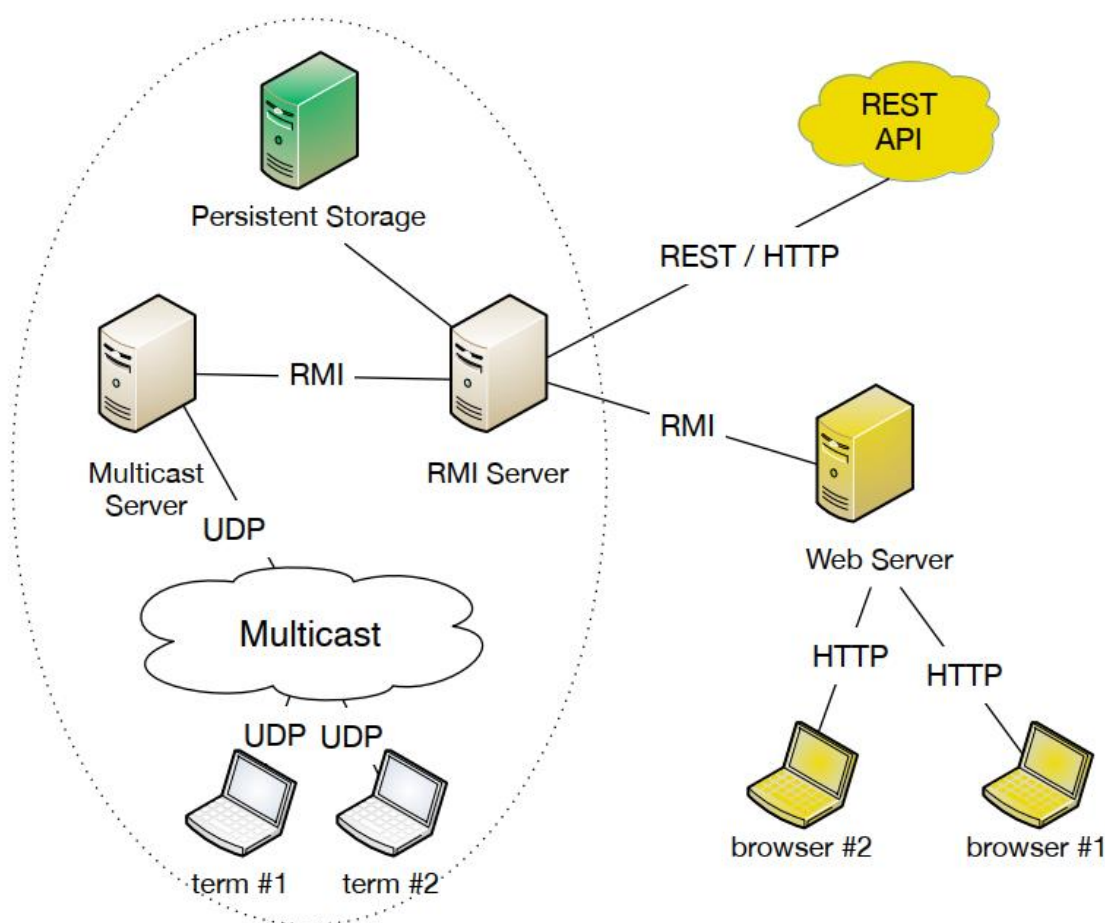 REST
API
Persistent Storage
REST / HTTP
RMI
RMI
Multicast
Server
RMI Server
UDP
Web Server
Multicast
HTTP
HTTP
UDP
UDP
browser #2
browser #1
term #1
term #2